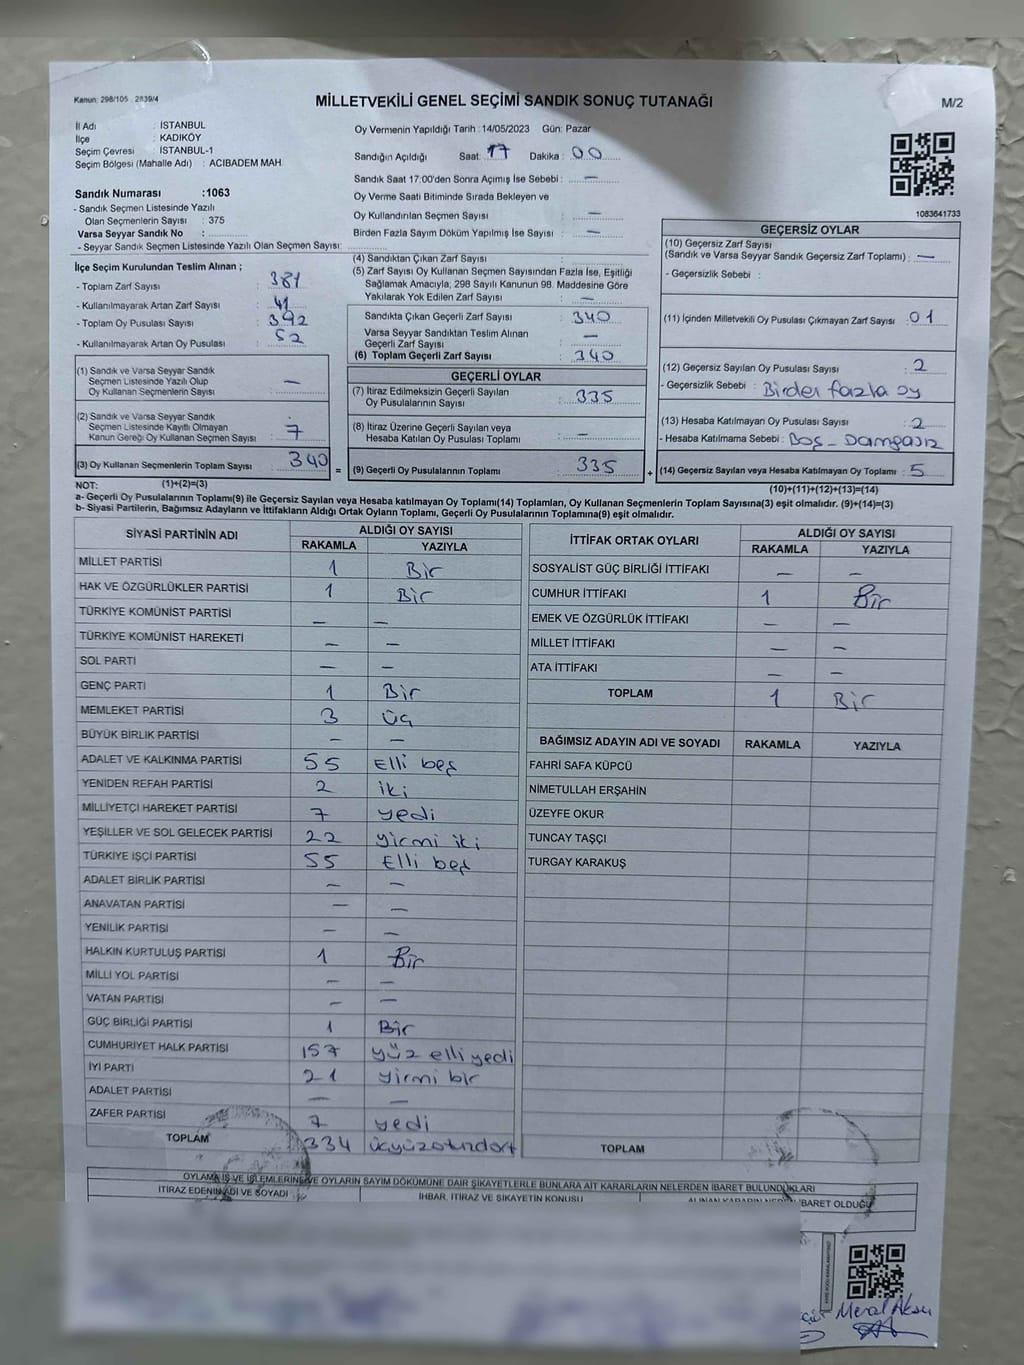 Kanun: 298/105 2839/4
MİLLETVEKİLİ GENEL SEÇİMİ SANDIK SONUÇ TUTANAĞI
M/2
İl Adı : İSTANBUL
İlçe : KADIKÖY
Seçim Çevresi : İSTANBUL-1
Seçim Bölgesi (Mahalle Adı) : ACIBADEM MAH.
Sandık Numarası :1063
- Sandık Seçmen Listesinde Yazılı
Olan Seçmenlerin Sayısı : 375
Varsa Seyyar Sandık No :
- Seyyar Sandık Seçmen Listesinde Yazılı Olan Seçmen Sayısı:
Oy Vermenin Yapıldığı Tarih : 14/05/2023 Gün: Pazar
Sandığın Açıldığı Saat: 17 Dakika : 00
Sandık Saat 17:00'den Sonra Açımış İse Sebebi : —
Oy Verme Saati Bitiminde Sırada Bekleyen ve
Oy Kullandırılan Seçmen Sayısı : —
Birden Fazla Sayım Döküm Yapılmış İse Sayısı : —
1083641733
İlçe Seçim Kurulundan Teslim Alınan ;
- Toplam Zarf Sayısı : 381
- Kullanılmayarak Artan Zarf Sayısı : 41
- Toplam Oy Pusulası Sayısı : 392
- Kullanılmayarak Artan Oy Pusulası : 52
(4) Sandıktan Çıkan Zarf Sayısı :
(5) Zarf Sayısı Oy Kullanan Seçmen Sayısından Fazla İse, Eşitliği
Sağlamak Amacıyla, 298 Sayılı Kanunun 98. Maddesine Göre
Yakılarak Yok Edilen Zarf Sayısı : —
Sandıkta Çıkan Geçerli Zarf Sayısı : 340
Varsa Seyyar Sandıktan Teslim Alınan
Geçerli Zarf Sayısı : —
(6) Toplam Geçerli Zarf Sayısı : 340
GEÇERSİZ OYLAR
(10) Geçersiz Zarf Sayısı
(Sandık ve Varsa Seyyar Sandık Geçersiz Zarf Toplamı) : —
- Geçersizlik Sebebi :
(11) İçinden Milletvekili Oy Pusulası Çıkmayan Zarf Sayısı : 01
(12) Geçersiz Sayılan Oy Pusulası Sayısı : 2
- Geçersizlik Sebebi : Birden fazla oy
(13) Hesaba Katılmayan Oy Pusulası Sayısı : 2
- Hesaba Katılmama Sebebi : Boş - Damgasız
(14) Geçersiz Sayılan veya Hesaba Katılmayan Oy Toplamı : 5
(10)+(11)+(12)+(13)=(14)
(1) Sandık ve Varsa Seyyar Sandık
Seçmen Listesinde Yazılı Olup
Oy Kullanan Seçmenlerin Sayısı : —
(2) Sandık ve Varsa Seyyar Sandık
Seçmen Listesinde Kayıtlı Olmayan
Kanun Gereği Oy Kullanan Seçmen Sayısı : 7
(3) Oy Kullanan Seçmenlerin Toplam Sayısı : 340 =
(1)+(2)=(3)
GEÇERLİ OYLAR
(7) İtiraz Edilmeksizin Geçerli Sayılan
Oy Pusulalarının Sayısı : 335
(8) İtiraz Üzerine Geçerli Sayılan veya
Hesaba Katılan Oy Pusulası Toplamı : —
(9) Geçerli Oy Pusulalarının Toplamı : 335 +
NOT:
a- Geçerli Oy Pusulalarının Toplamı(9) ile Geçersiz Sayılan veya Hesaba katılmayan Oy Toplamı(14) Toplamları, Oy Kullanan Seçmenlerin Toplam Sayısına(3) eşit olmalıdır. (9)+(14)=(3)
b- Siyasi Partilerin, Bağımsız Adayların ve İttifakların Aldığı Ortak Oyların Toplamı, Geçerli Oy Pusulalarının Toplamına(9) eşit olmalıdır.
SİYASİ PARTİNİN ADI ALDIĞI OY SAYISI
RAKAMLA YAZIYLA
MİLLET PARTİSİ 1 Bir
HAK VE ÖZGÜRLÜKLER PARTİSİ 1 Bir
TÜRKİYE KOMÜNİST PARTİSİ — —
TÜRKİYE KOMÜNİST HAREKETİ — —
SOL PARTİ — —
GENÇ PARTİ 1 Bir
MEMLEKET PARTİSİ 3 üç
BÜYÜK BİRLİK PARTİSİ — —
ADALET VE KALKINMA PARTİSİ 55 Elli beş
YENİDEN REFAH PARTİSİ 2 iki
MİLLİYETÇİ HAREKET PARTİSİ 7 yedi
YEŞİLLER VE SOL GELECEK PARTİSİ 22 yirmi iki
TÜRKİYE İŞÇİ PARTİSİ 55 Elli beş
ADALET BİRLİK PARTİSİ — —
ANAVATAN PARTİSİ — —
YENİLİK PARTİSİ — —
HALKIN KURTULUŞ PARTİSİ 1 Bir
MİLLİ YOL PARTİSİ — —
VATAN PARTİSİ — —
GÜÇ BİRLİĞİ PARTİSİ 1 Bir
CUMHURİYET HALK PARTİSİ 157 yüz elli yedi
İYİ PARTİ 21 yirmi bir
ADALET PARTİSİ — —
ZAFER PARTİSİ 7 yedi
TOPLAM 334 üçyüzotuzdört
İTTİFAK ORTAK OYLARI ALDIĞI OY SAYISI
RAKAMLA YAZIYLA
SOSYALİST GÜÇ BİRLİĞİ İTTİFAKI — —
CUMHUR İTTİFAKI 1 Bir
EMEK VE ÖZGÜRLÜK İTTİFAKI — —
MİLLET İTTİFAKI — —
ATA İTTİFAKI — —
TOPLAM 1 Bir
BAĞIMSIZ ADAYIN ADI VE SOYADI RAKAMLA YAZIYLA
FAHRİ SAFA KÜPCÜ
NİMETULLAH ERŞAHİN
ÜZEYFE OKUR
TUNCAY TAŞÇI
TURGAY KARAKUŞ
TOPLAM
OYLAMA İŞ VE İŞLEMLERİNE VE OYLARIN SAYIM DÖKÜMÜNE DAİR ŞİKAYETLERLE BUNLARA AİT KARARLARIN NELERDEN İBARET BULUNDUKLARI
İTİRAZ EDENİN ADI VE SOYADI İHBAR, İTİRAZ VE ŞİKAYETİN KONUSU ALINAN KARARIN NEDEN İBARET OLDUĞU
Meral Aksu